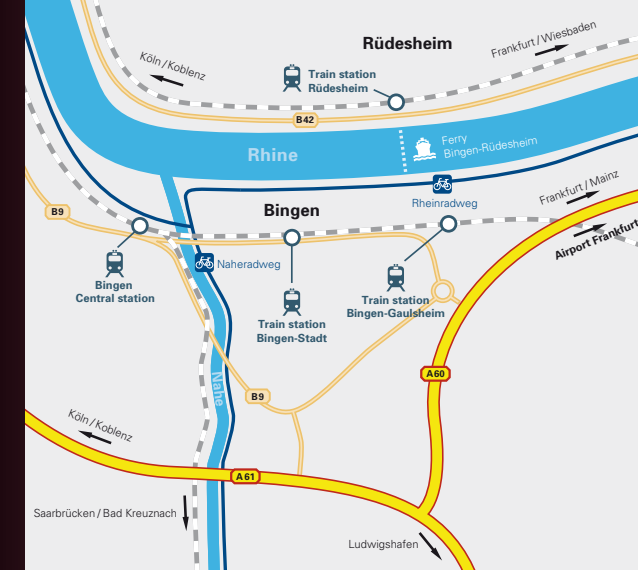 Rüdesheim
Frankfurt / Wiesbaden
Köln / Koblenz
Train station
Rüdesheim
B42
Rhine
Ferry
Bingen-Rüdesheim
Rheinradweg
Frankfurt / Mainz
Airport Frankfurt
B9
Bingen
Naheradweg
Bingen
Central station
Train station
Bingen-Stadt
Train station
Bingen-Gaulsheim
A60
Nahe
B9
Köln / Koblenz
A61
Saarbrücken / Bad Kreuznach
Ludwigshafen